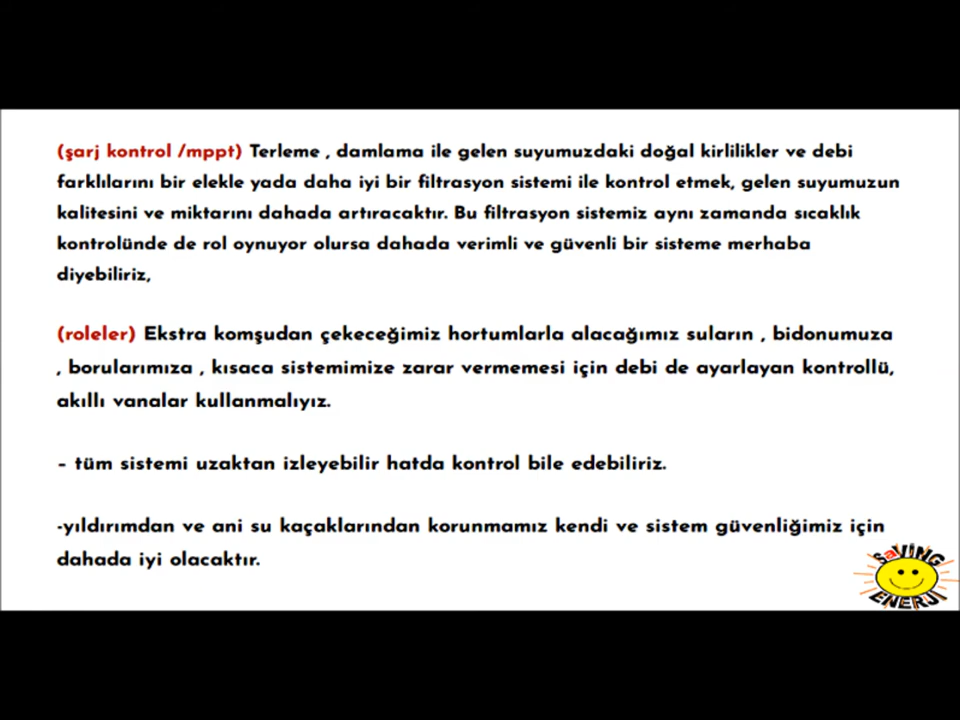 (şarj kontrol /mppt) Terleme , damlama ile gelen suyumuzdaki doğal kirlilikler ve debi
farklılarını bir elekle yada daha iyi bir filtrasyon sistemi ile kontrol etmek, gelen suyumuzun
kalitesini ve miktarını dahada artıracaktır. Bu filtrasyon sistemiz aynı zamanda sıcaklık
kontrolünde de rol oynuyor olursa dahada verimli ve güvenli bir sisteme merhaba
diyebiliriz,
(roleler) Ekstra komşudan çekeceğimiz hortumlarla alacağımız suların , bidonumuza
, borularımıza , kısaca sistemimize zarar vermemesi için debi de ayarlayan kontrollü,
akıllı vanalar kullanmalıyız.
– tüm sistemi uzaktan izleyebilir hatda kontrol bile edebiliriz.
-yıldırımdan ve ani su kaçaklarından korunmamız kendi ve sistem güvenliğimiz için
dahada iyi olacaktır.
SaVING
ENERJI